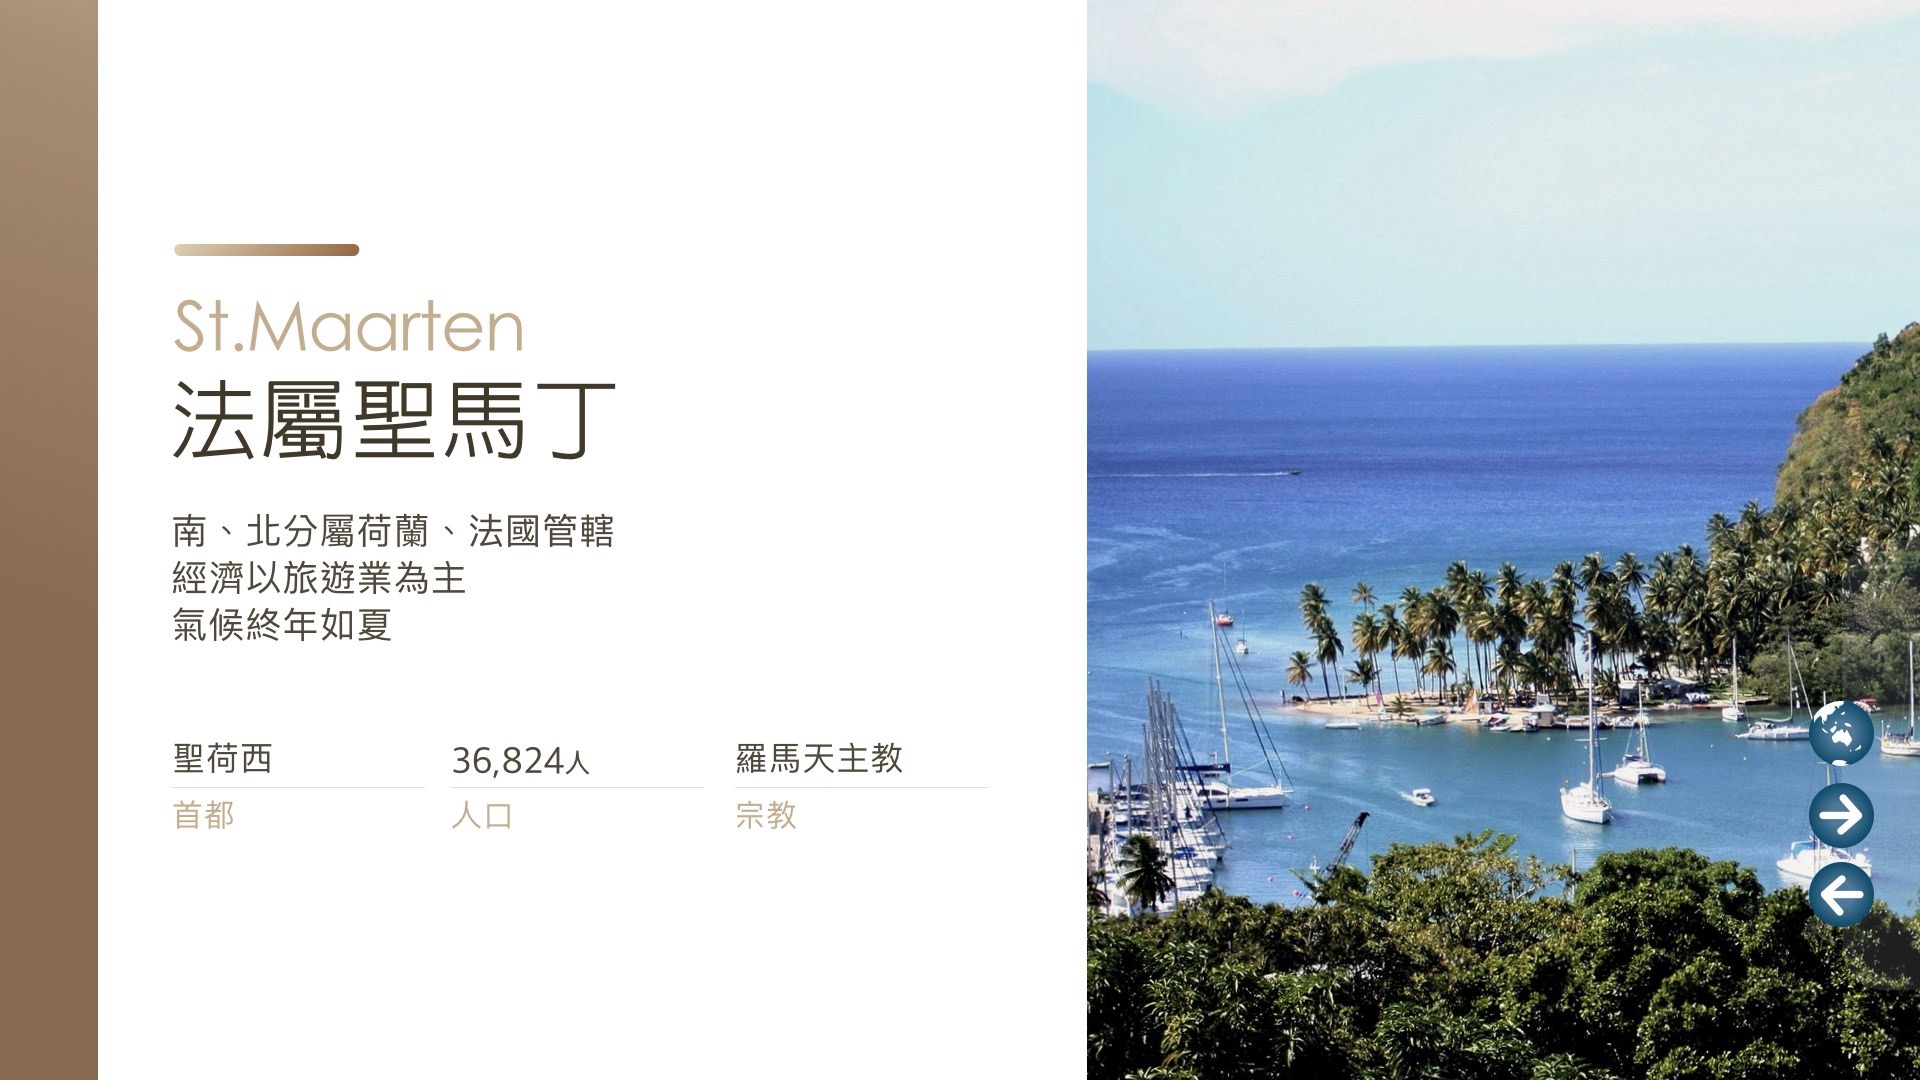 St.Maarten
法屬聖馬丁
南、北分屬荷蘭、法國管轄
經濟以旅遊業為主
氣候終年如夏
聖荷西
36,824人
羅馬天主教
首都
人口
宗教